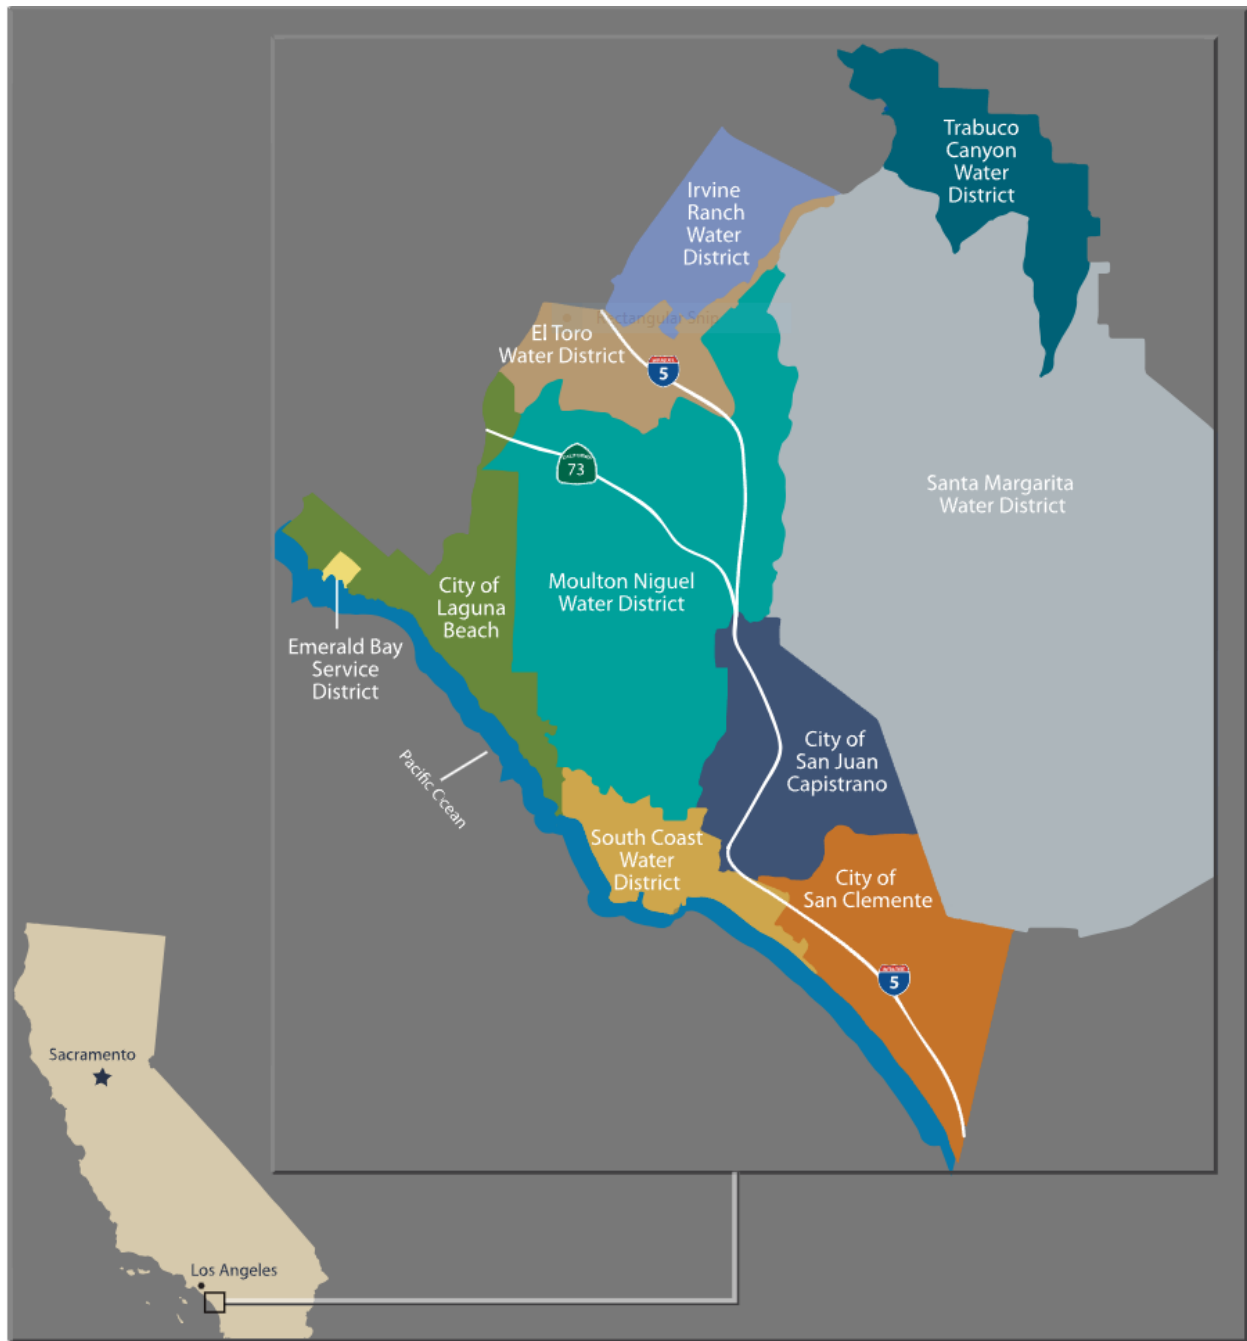 Trabuco
Canyon
Water
District
Irvine
Ranch
Water
District
Rectangular Snip
El Toro
Water District
5
73
Santa Margarita
Water District
City of
Laguna
Beach
Moulton Niguel
Water District
Emerald Bay
Service
District
Pacific Ocean
City of
San Juan
Capistrano
South Coast
Water
District
City of
San Clemente
5
Sacramento
Los Angeles